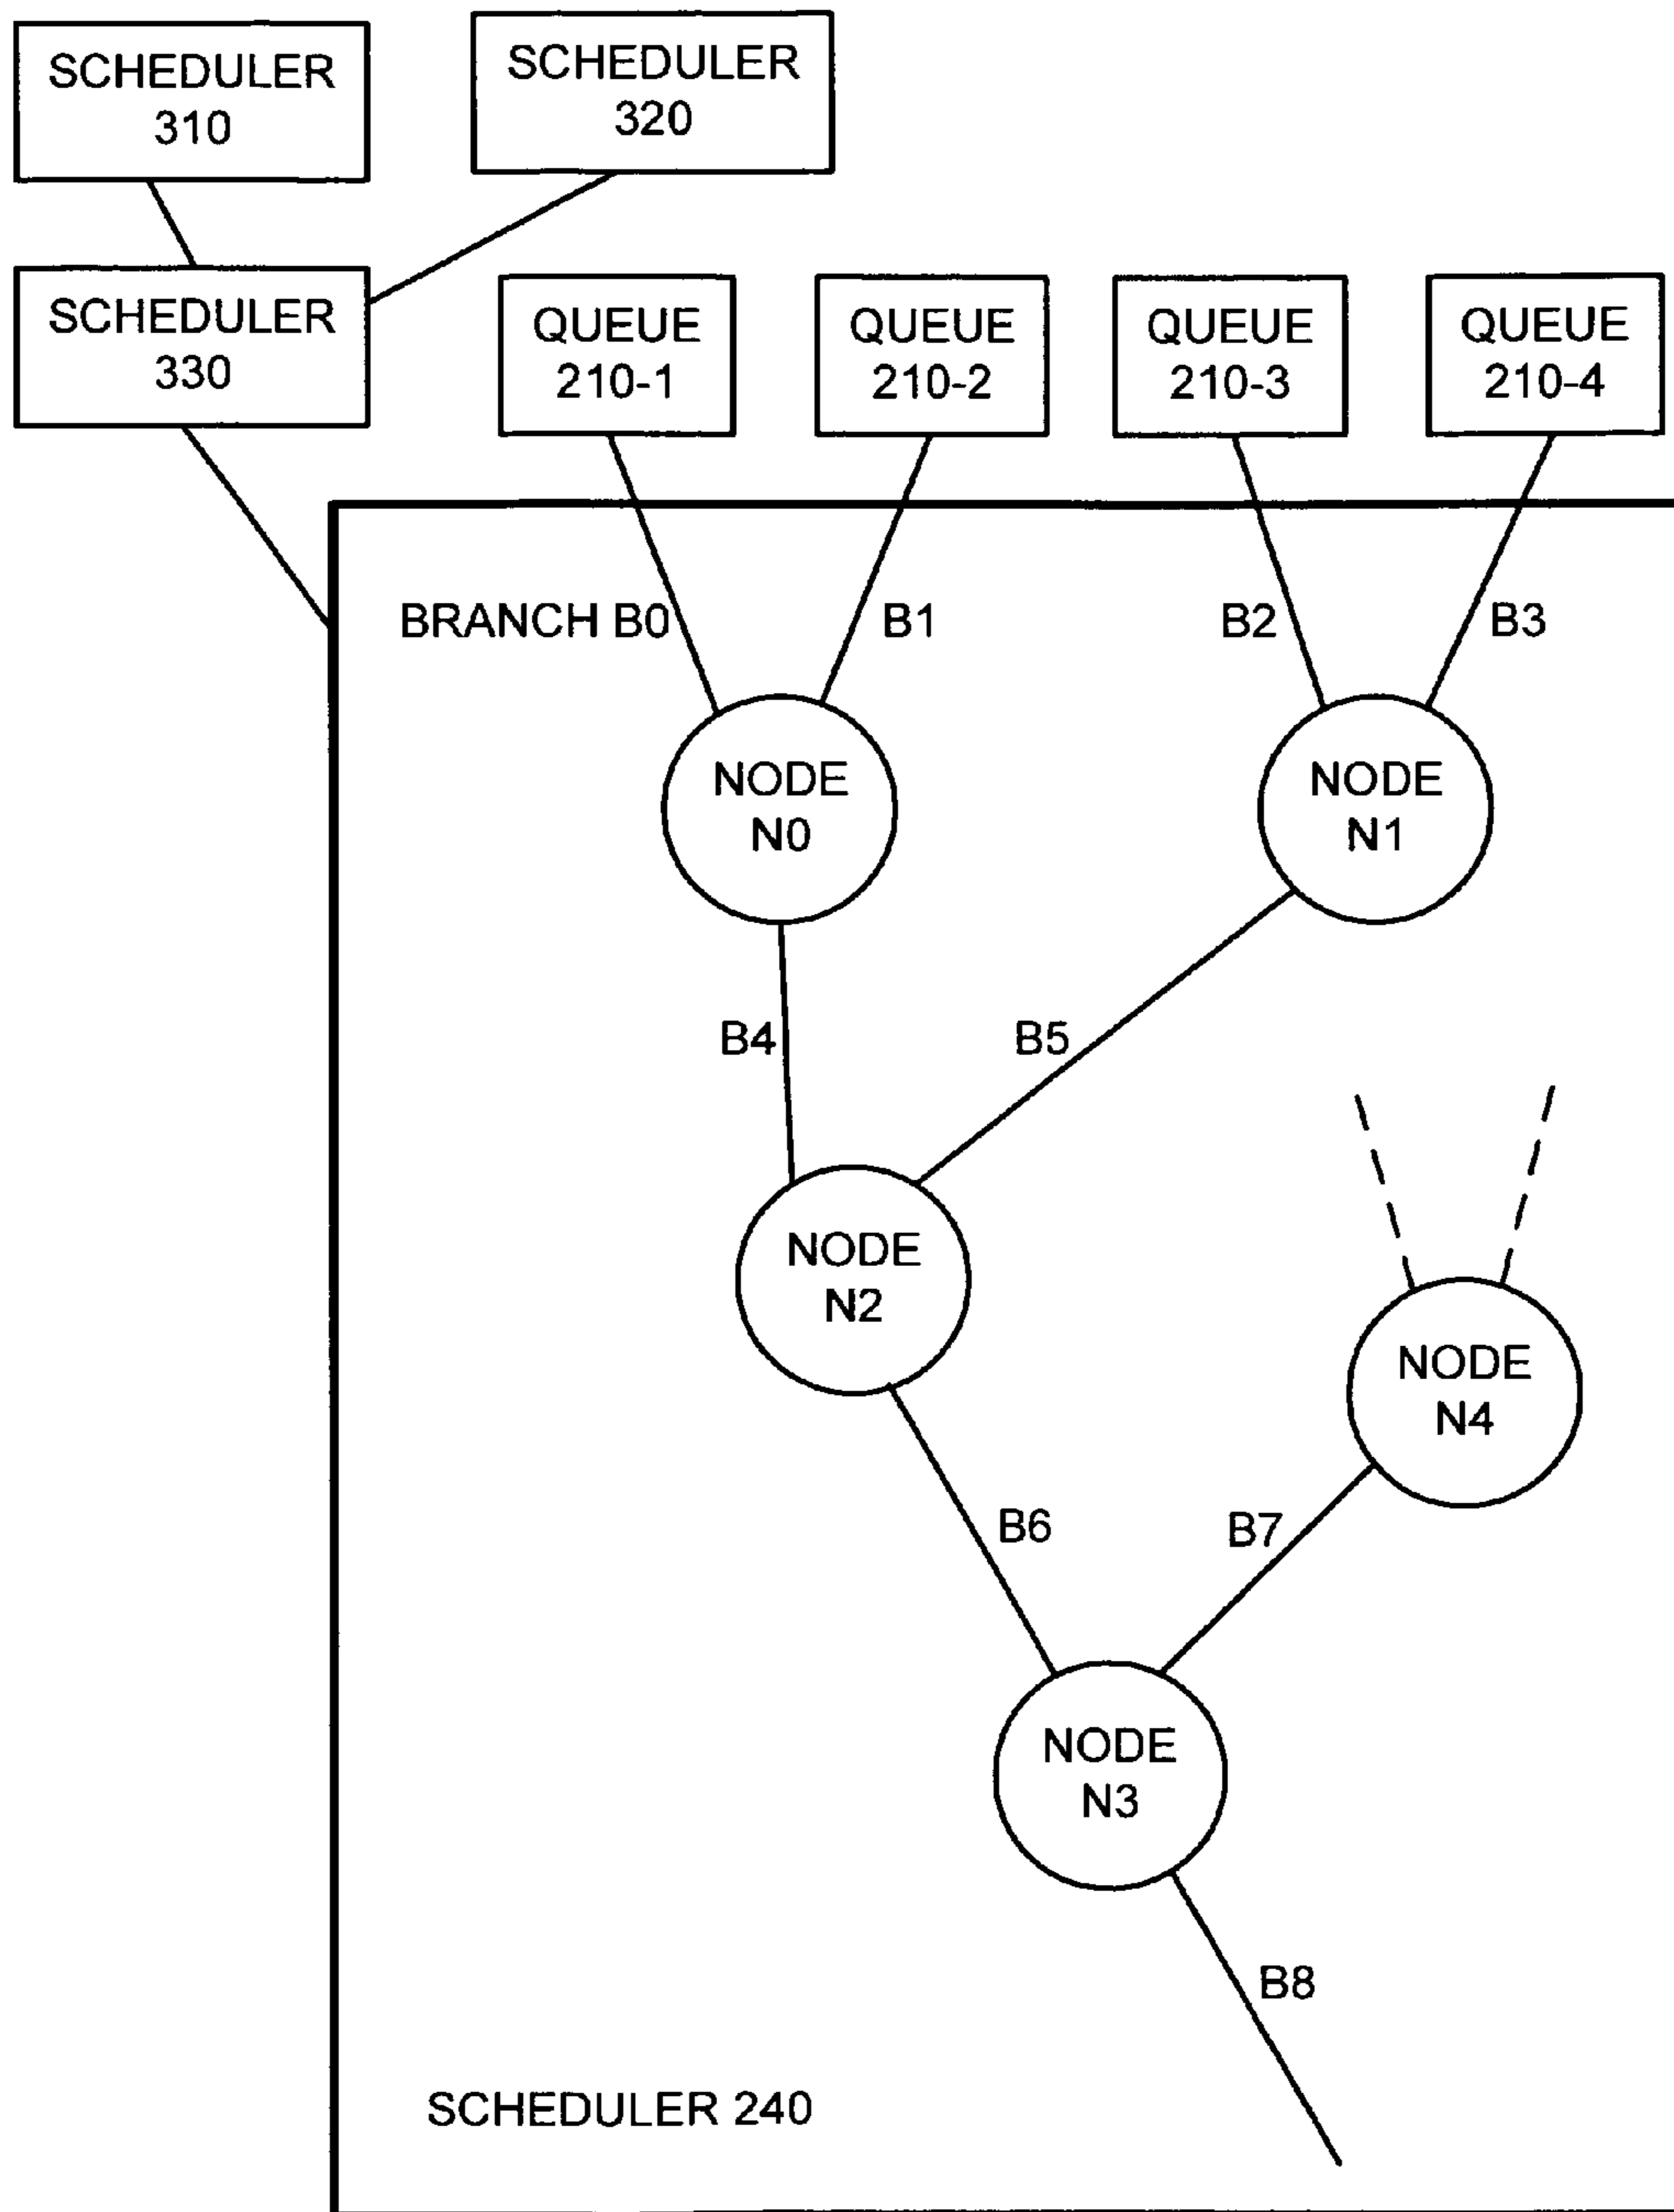 SCHEDULER
310
SCHEDULER
320
SCHEDULER
330
QUEUE
210-1
QUEUE
210-2
QUEUE
210-3
QUEUE
210-4
BRANCH B0
B1
B2
B3
NODE
N0
NODE
N1
B4
B5
NODE
N2
NODE
N4
B6
B7
NODE
N3
B8
SCHEDULER 240